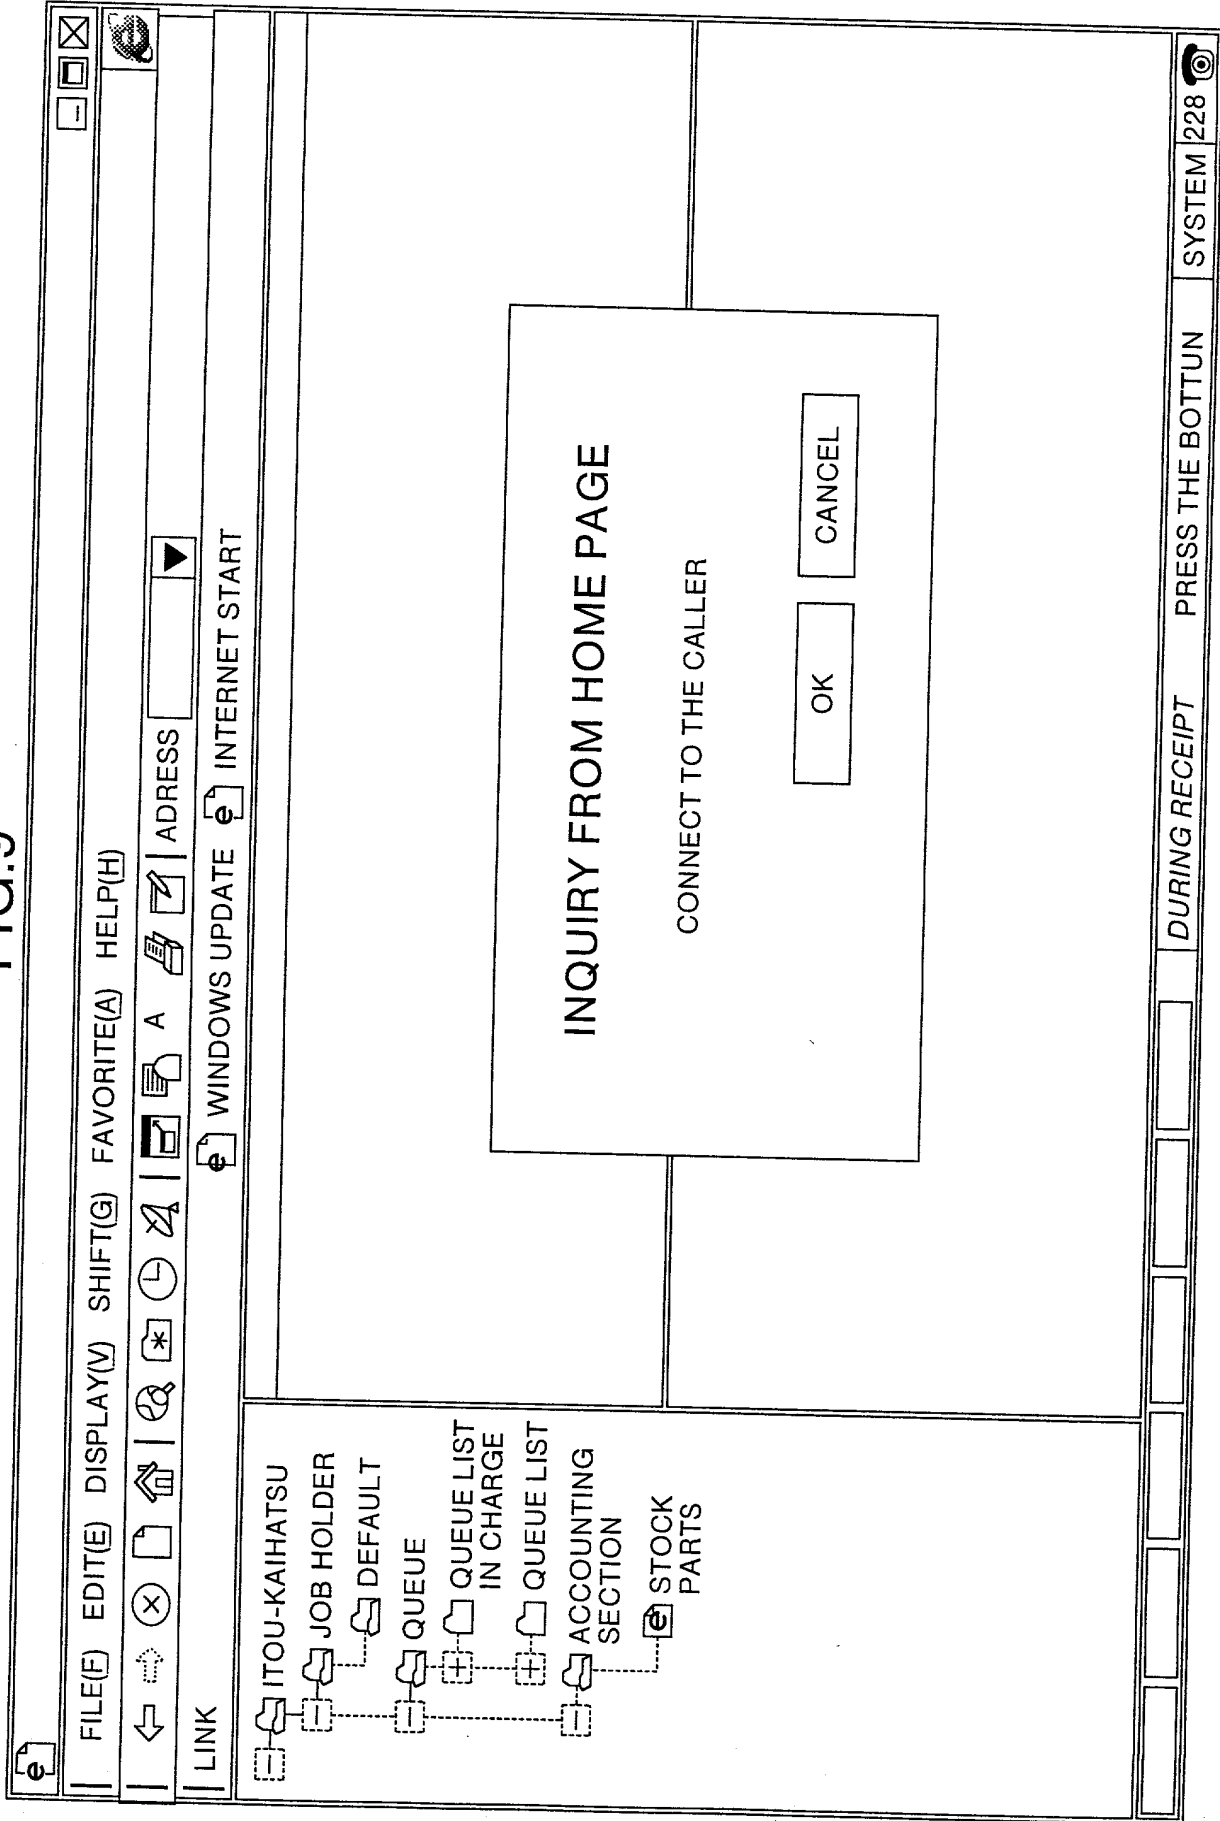 FIG.9
FILE(F) EDIT(E) DISPLAY(V) SHIFT(G) FAVORITE(A) HELP(H)
A ADRESS
LINK WINDOWS UPDATE INTERNET START
ITOU-KAIHATSU
JOB HOLDER
DEFAULT
QUEUE
QUEUE LIST
IN CHARGE
QUEUE LIST
ACCOUNTING
SECTION
STOCK
PARTS
INQUIRY FROM HOME PAGE
CONNECT TO THE CALLER
OK CANCEL
DURING RECEIPT PRESS THE BOTTUN SYSTEM 228